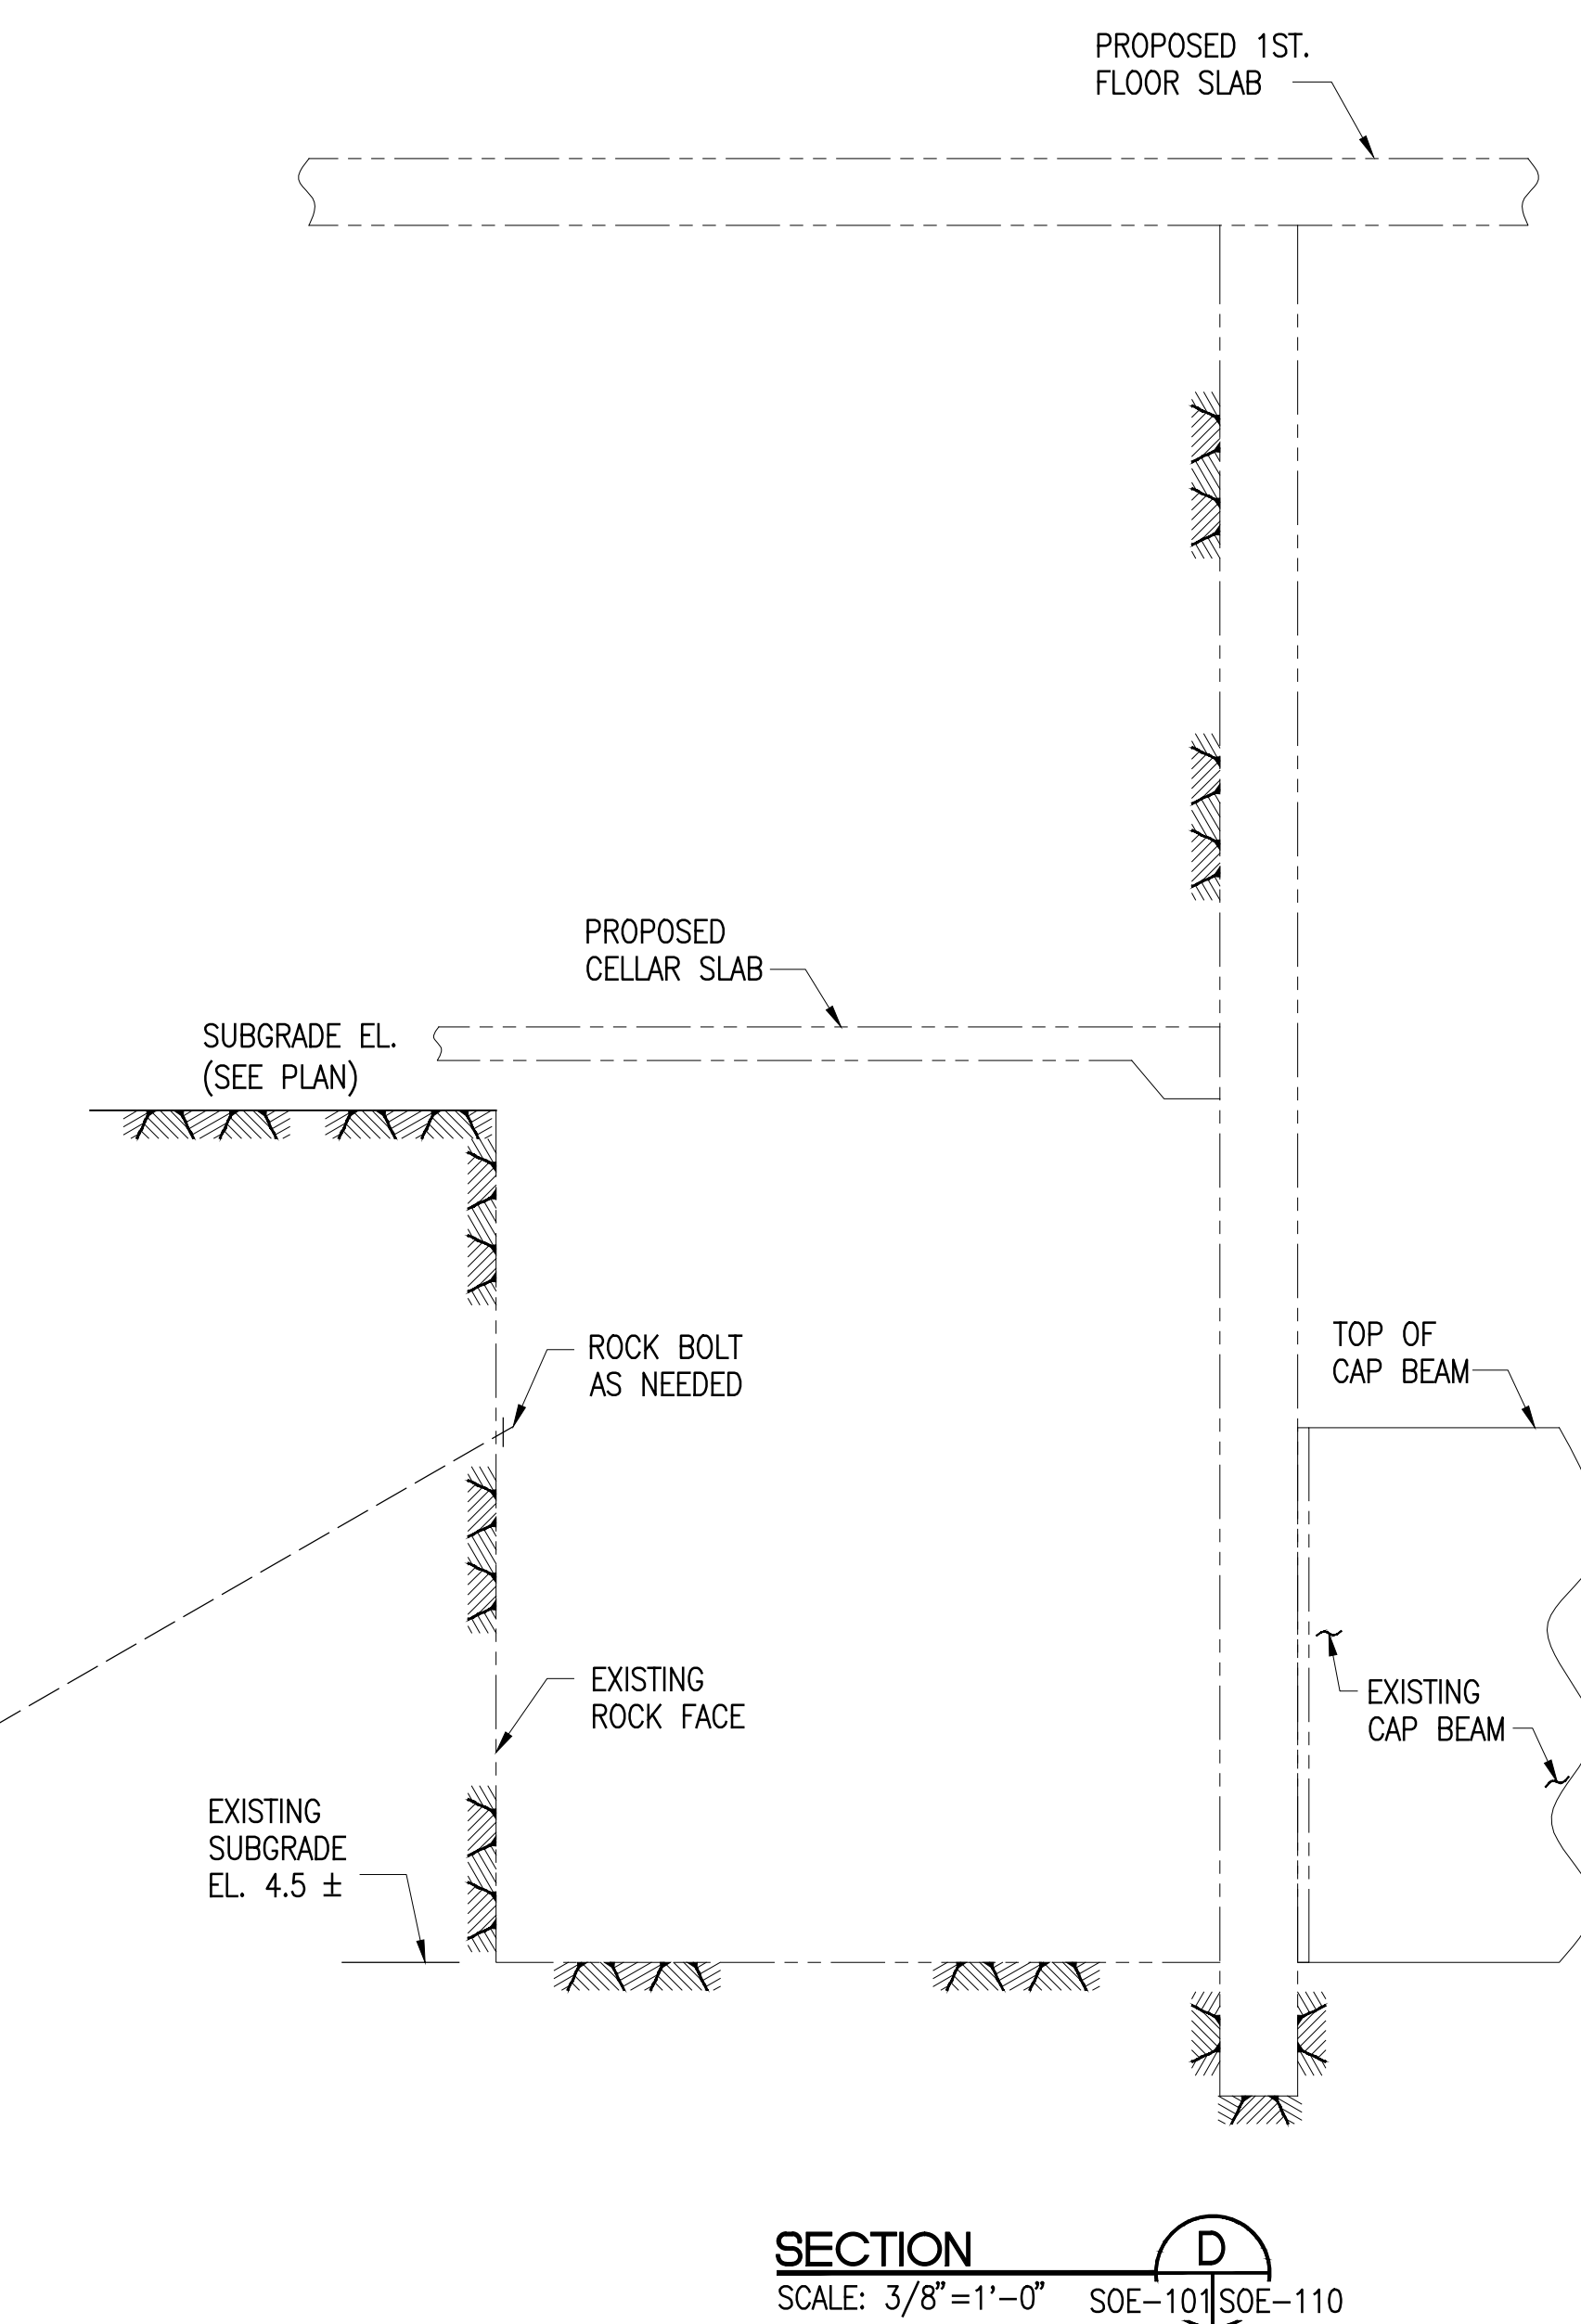 PROPOSED 1ST.
FLOOR SLAB
PROPOSED
CELLAR SLAB
SUBGRADE EL.
(SEE PLAN)
ROCK BOLT
AS NEEDED
TOP OF
CAP BEAM
EXISTING
ROCK FACE
EXISTING
CAP BEAM
EXISTING
SUBGRADE
EL. 4.5 ±
SECTION
D
SCALE: 3/8"=1'-0"
SOE-101
SOE-110